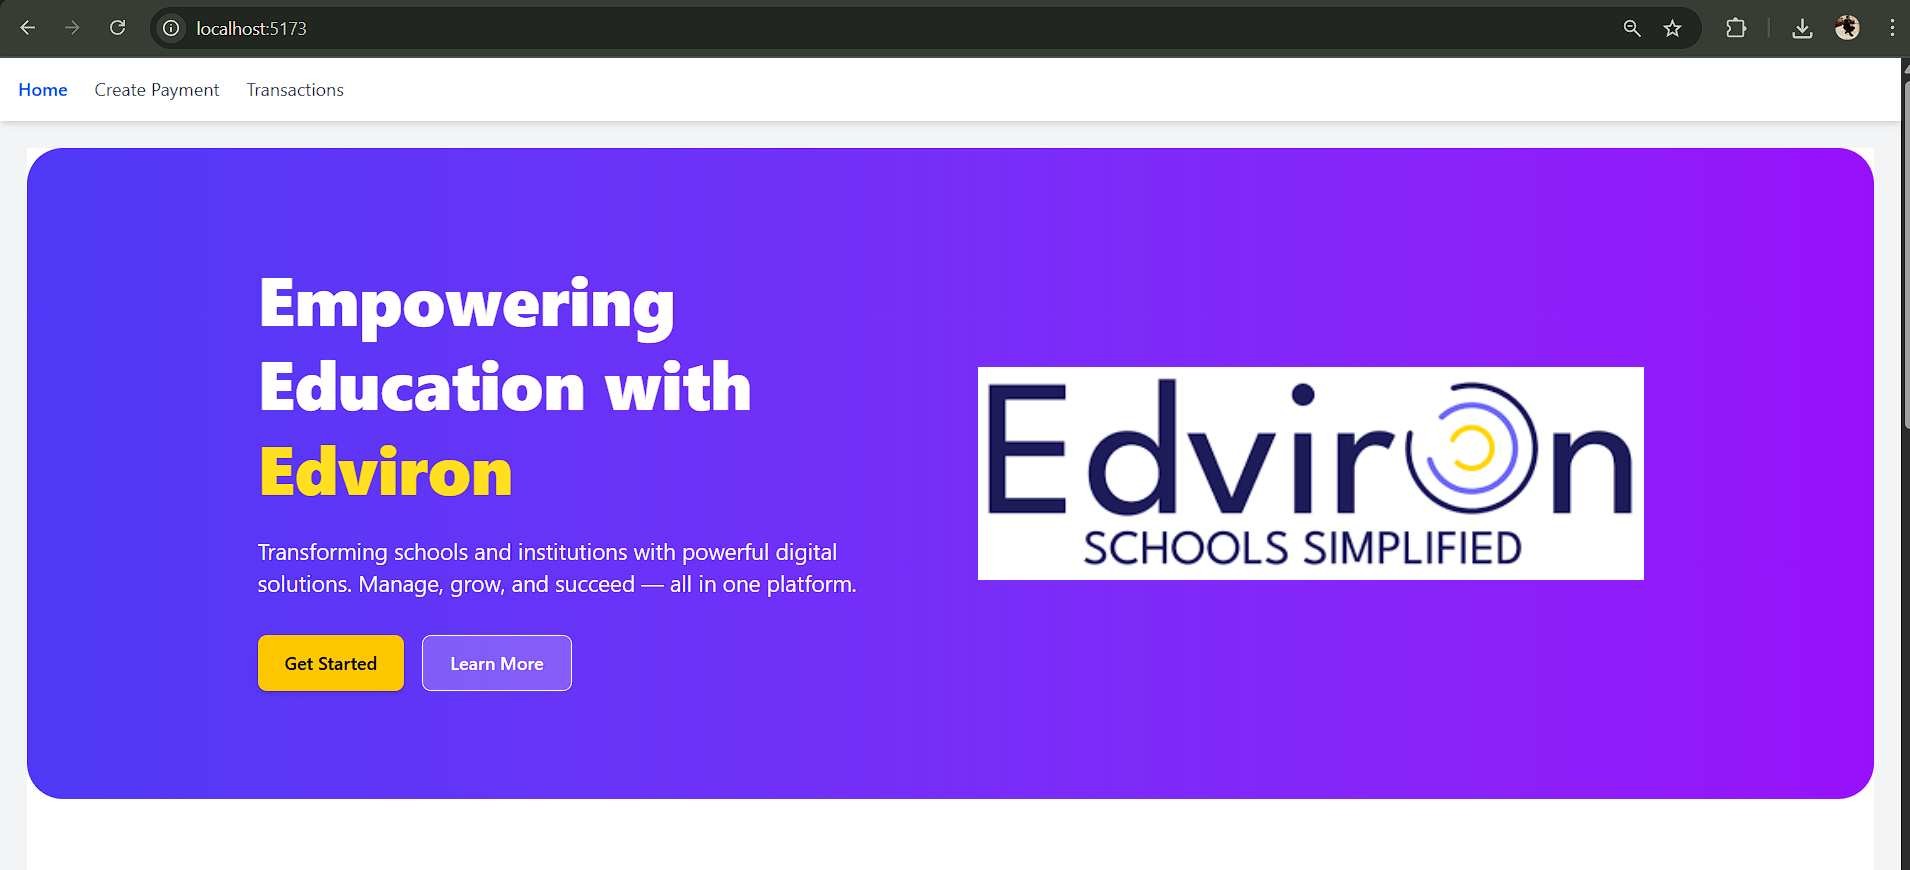 localhost:5173
Home Create Payment Transactions
Empowering
Education with
Edviron
Transforming schools and institutions with powerful digital
solutions. Manage, grow, and succeed — all in one platform.
Get Started Learn More
Edviron
SCHOOLS SIMPLIFIED